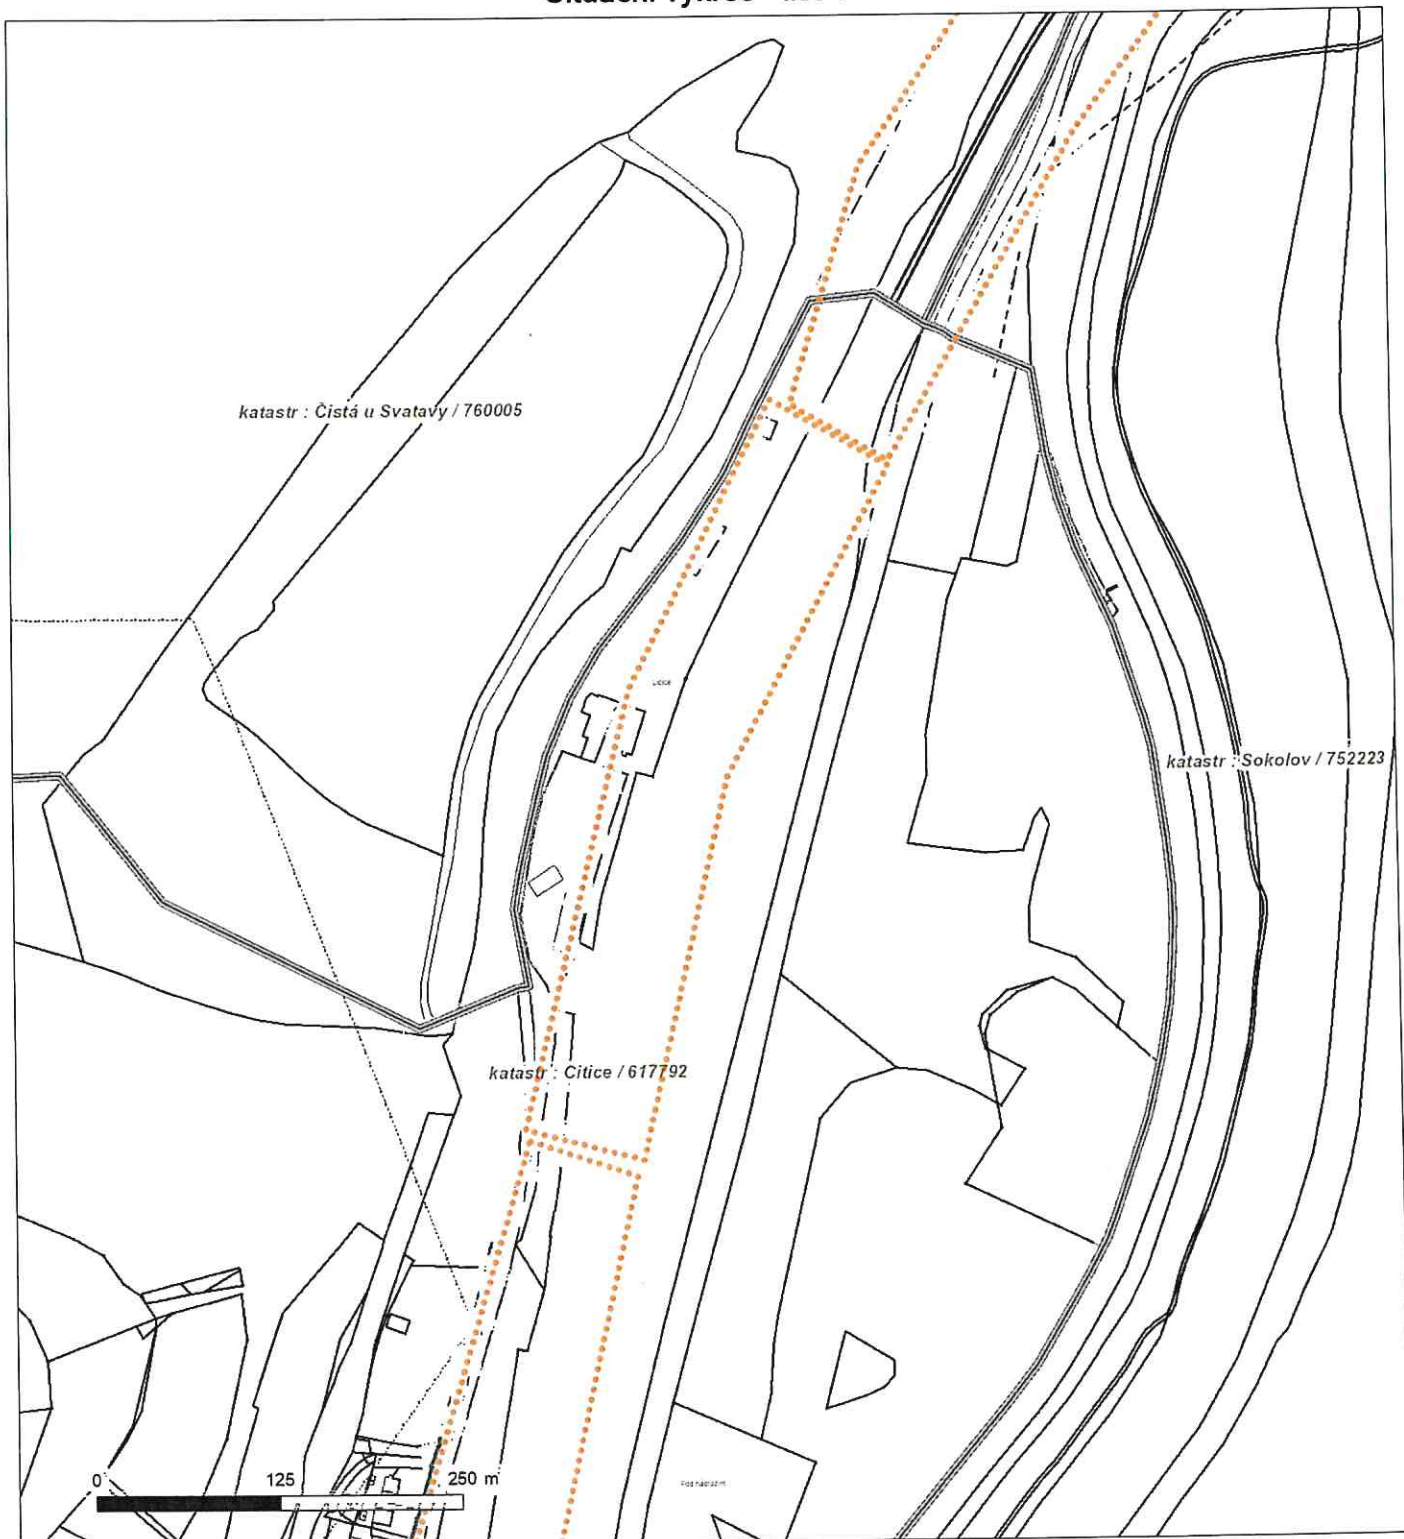 katastr : Čistá u Svatavy / 760005
katastr : Sokolov / 752223
katastr : Citice / 617792
0 125 250 m